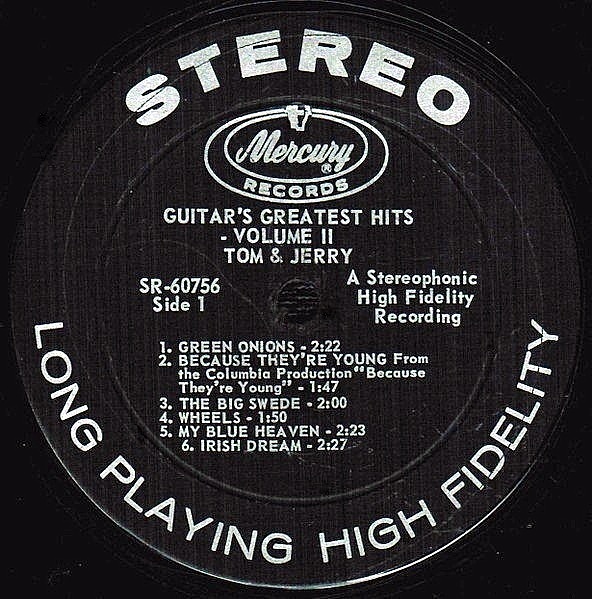 STEREO
Mercury
®
RECORDS
GUITAR'S GREATEST HITS
- VOLUME II
TOM & JERRY
SR-60756
Side 1
A Stereophonic
High Fidelity
Recording
1. GREEN ONIONS - 2:22
2. BECAUSE THEY'RE YOUNG From
the Columbia Production "Because
They're Young" - 1:47
3. THE BIG SWEDE - 2:00
4. WHEELS - 1:50
5. MY BLUE HEAVEN - 2:23
6. IRISH DREAM - 2:27
LONG PLAYING HIGH FIDELITY